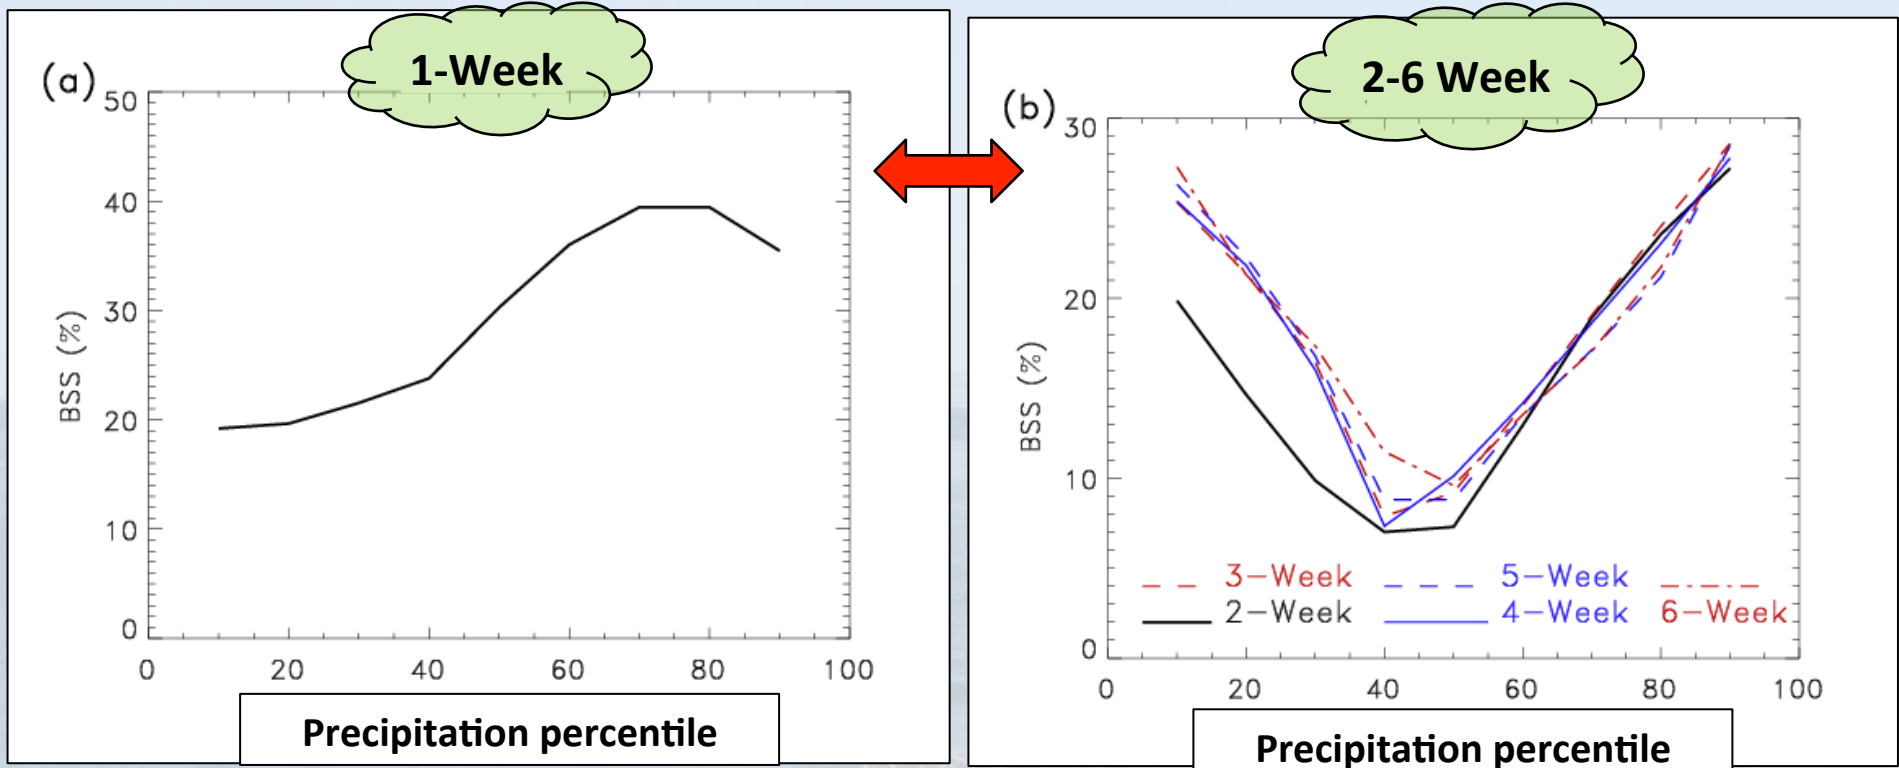 1-Week
(a)
50
40
30
20
10
0
BSS (%)
0 20 40 60 80 100
Precipitation percentile
2-6 Week
(b)
30
20
10
0
BSS (%)
3-Week 5-Week
2-Week 4-Week 6-Week
0 20 40 60 80 100
Precipitation percentile